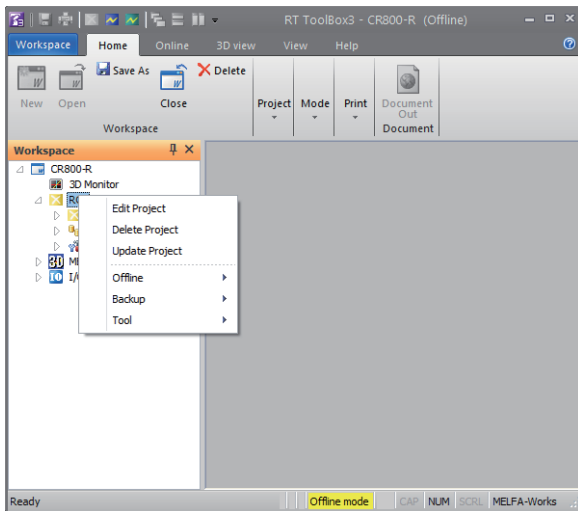 RT ToolBox3 - CR800-R (Offline)
Workspace Home Online 3D view View Help
Save As Delete
New Open Close Project Mode Print Document Out
Workspace Document
Workspace
CR800-R
3D Monitor
Edit Project
Delete Project
Update Project
Offline
Backup
Tool
Ready Offline mode CAP NUM SCRL MELFA-Works